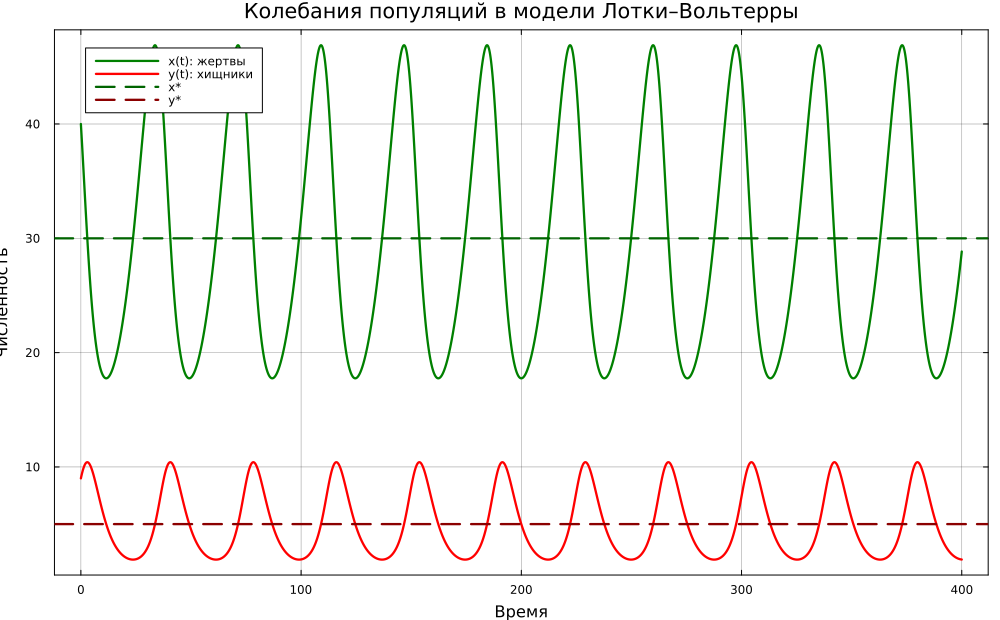 Колебания популяций в модели Лотки–Вольтерры
x(t): жертвы
y(t): хищники
x*
y*
40
30
20
10
Численность
0
100
200
300
400
Время